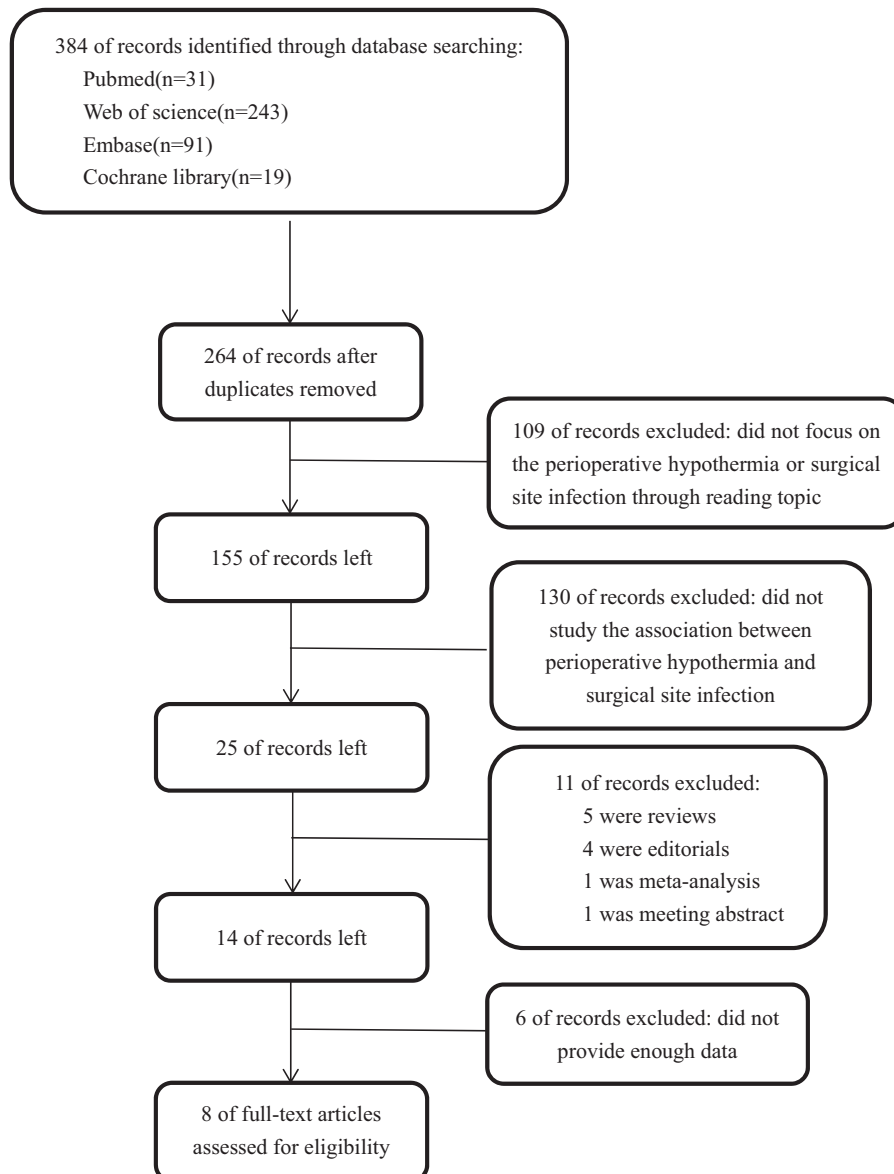 384 of records identified through database searching:
Pubmed(n=31)
Web of science(n=243)
Embase(n=91)
Cochrane library(n=19)
264 of records after
duplicates removed
109 of records excluded: did not focus on
the perioperative hypothermia or surgical
site infection through reading topic
155 of records left
130 of records excluded: did not
study the association between
perioperative hypothermia and
surgical site infection
25 of records left
11 of records excluded:
5 were reviews
4 were editorials
1 was meta-analysis
1 was meeting abstract
14 of records left
6 of records excluded: did not
provide enough data
8 of full-text articles
assessed for eligibility